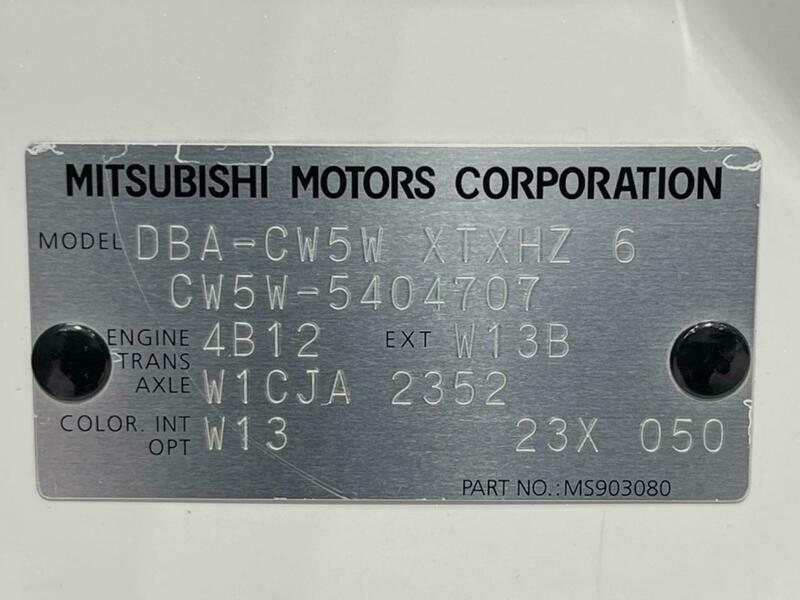 MITSUBISHI MOTORS CORPORATION
MODEL DBA-CW5W XTXHZ 6
CW5W-5404707
ENGINE 4B12 EXT W13B
TRANS
AXLE W1CJA 2352
COLOR. INT W13 23X 050
OPT
PART NO.:MS903080